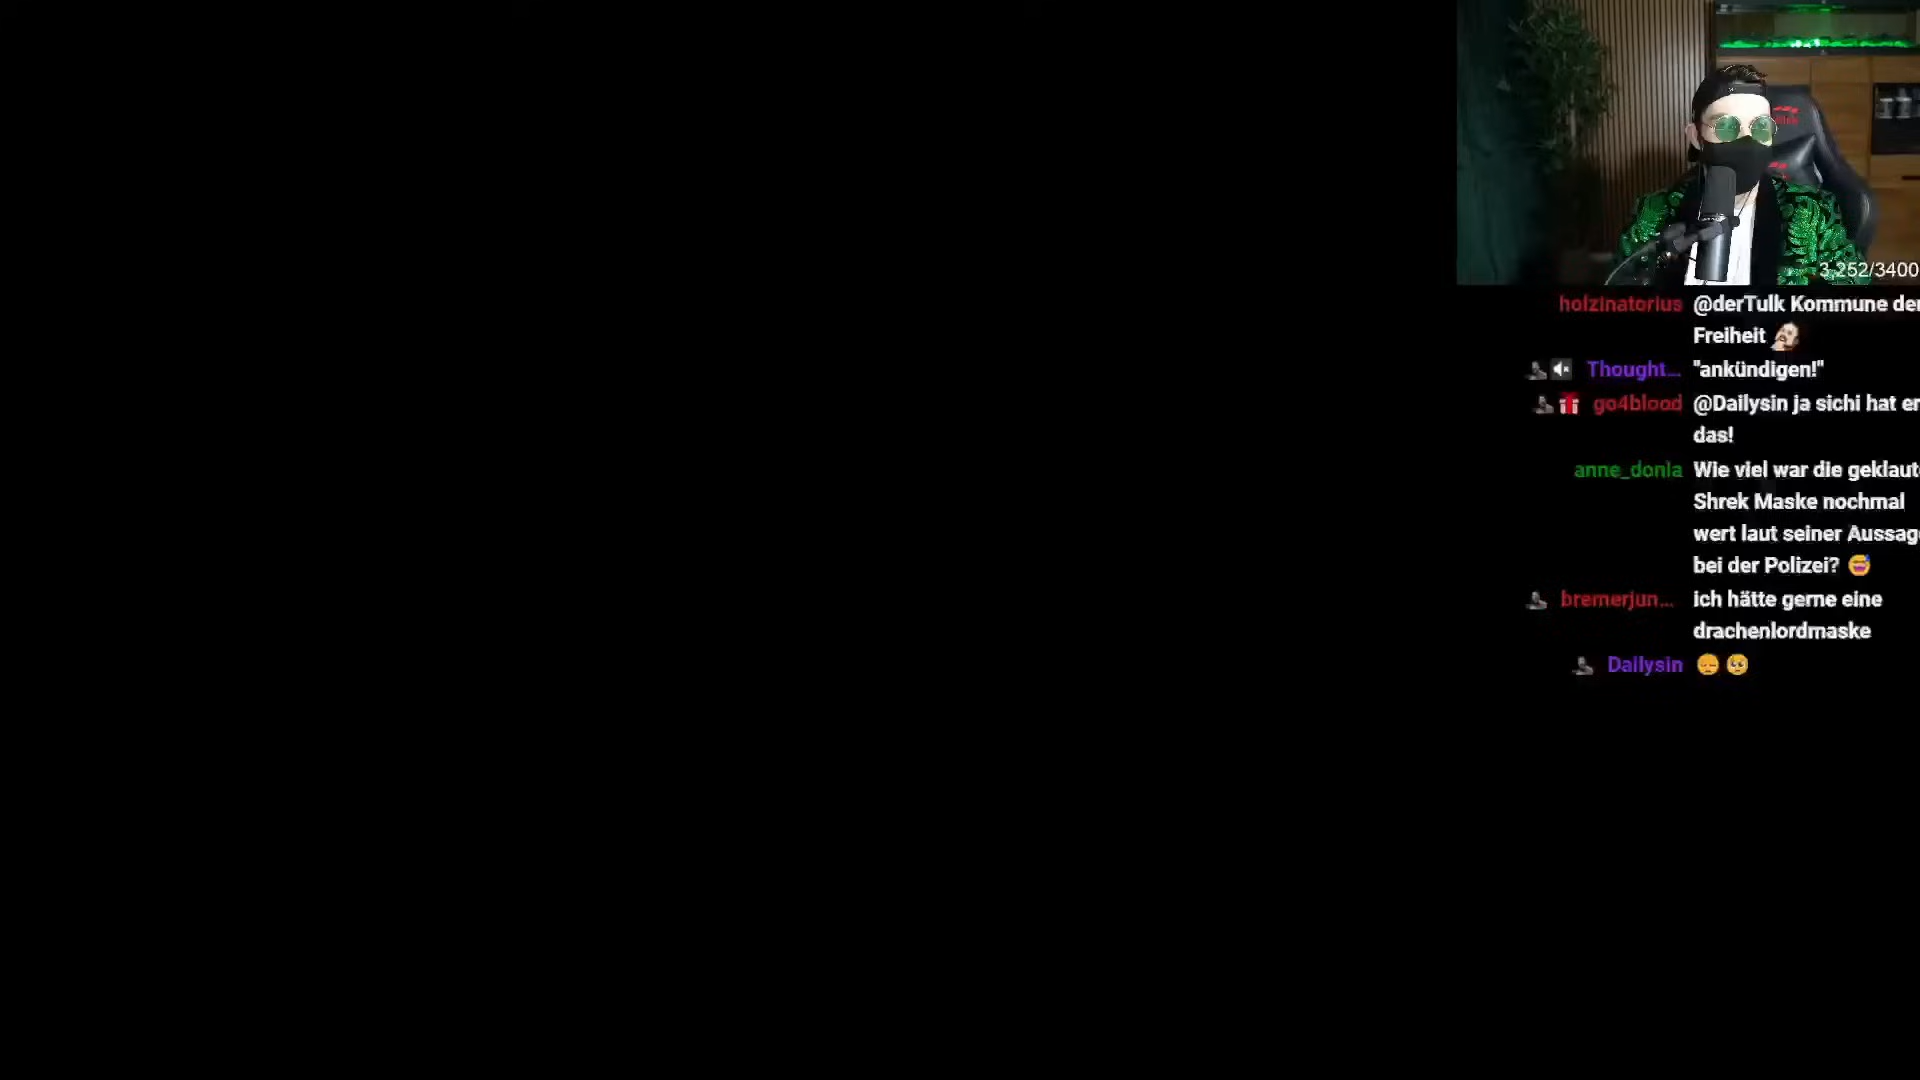 3,252/3400
holzinatorius @derTulk Kommune der
Freiheit
Thought... "ankündigen!"
go4blood @Dailysin ja sichi hat er
das!
anne_donla Wie viel war die geklaut
Shrek Maske nochmal
wert laut seiner Aussag
bei der Polizei?
bremerjun... ich hätte gerne eine
drachenlordmaske
Dailysin